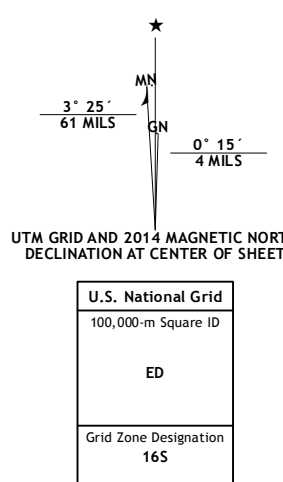 MN
3° 25´
61 MILS
GN
0° 15´
4 MILS
UTM GRID AND 2014 MAGNETIC NORT
DECLINATION AT CENTER OF SHEET
U.S. National Grid
100,000-m Square ID
ED
Grid Zone Designation
16S